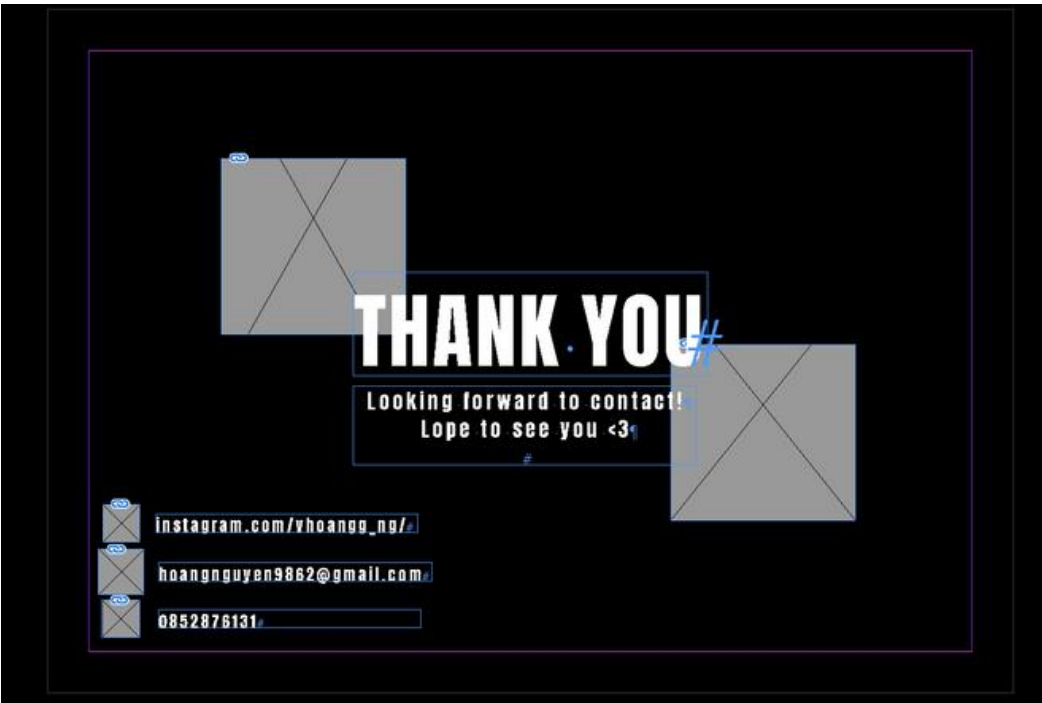 THANK YOU
Looking forward to contact!
Lope to see you <3
instagram.com/vhoangg_ng/
hoangnguyen9862@gmail.com
0852876131